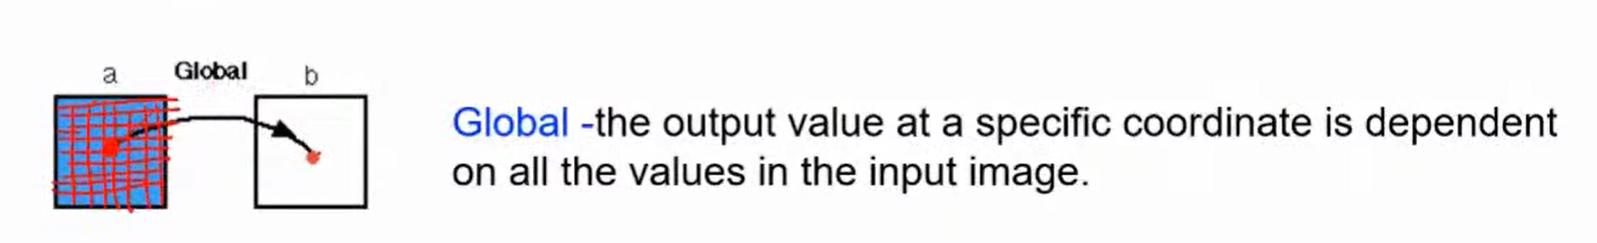 a Global b
Global -the output value at a specific coordinate is dependent
on all the values in the input image.